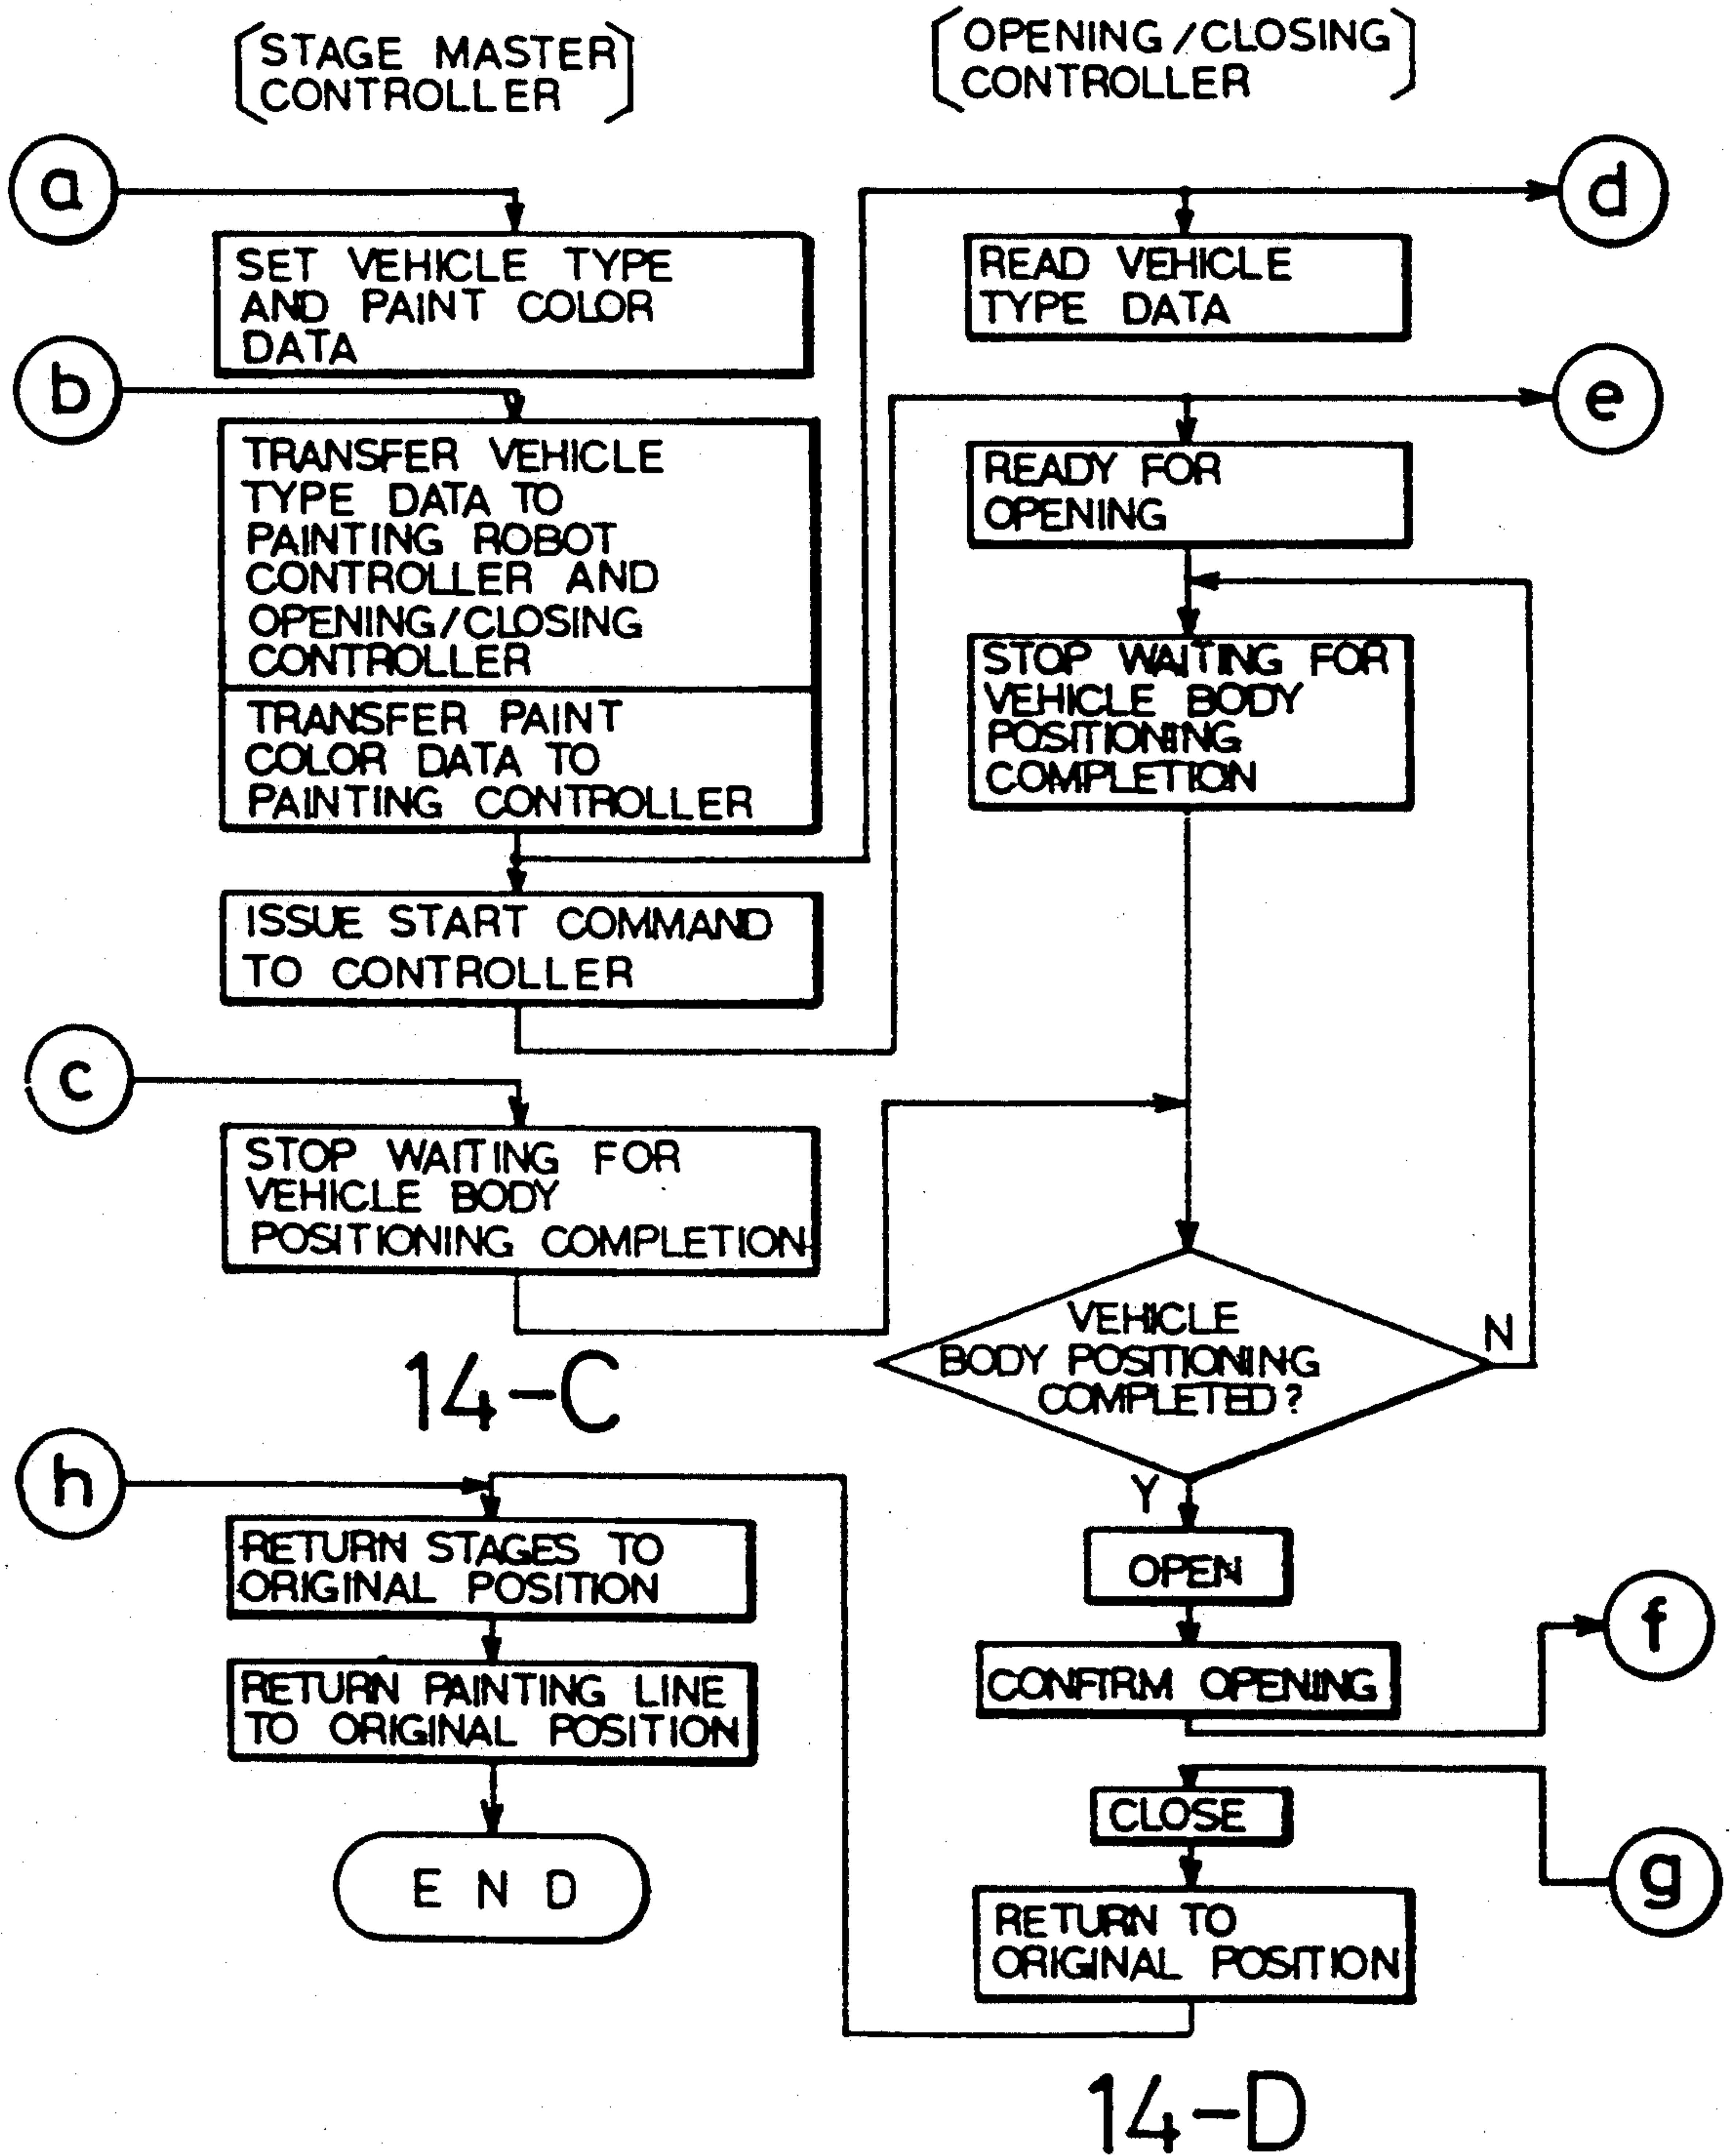 STAGE MASTER
CONTROLLER
a
SET VEHICLE TYPE
AND PAINT COLOR
DATA
b
TRANSFER VEHICLE
TYPE DATA TO
PAINTING ROBOT
CONTROLLER AND
OPENING/CLOSING
CONTROLLER
TRANSFER PAINT
COLOR DATA TO
PAINTING CONTROLLER
ISSUE START COMMAND
TO CONTROLLER
c
STOP WAITING FOR
VEHICLE BODY
POSITIONING COMPLETION
14-C
h
RETURN STAGES TO
ORIGINAL POSITION
RETURN PAINTING LINE
TO ORIGINAL POSITION
END
OPENING/CLOSING
CONTROLLER
d
READ VEHICLE
TYPE DATA
e
READY FOR
OPENING
STOP WAITING FOR
VEHICLE BODY
POSITIONING
COMPLETION
VEHICLE
BODY POSITIONING
COMPLETED?
N
Y
OPEN
f
CONFIRM OPENING
CLOSE
g
RETURN TO
ORIGINAL POSITION
14-D